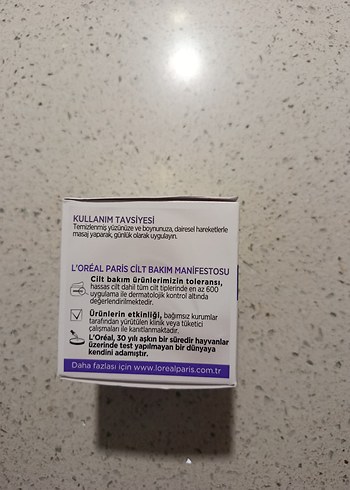 KULLANIM TAVSİYESİ
Temizlenmiş yüzünüze ve boynunuza, dairesel hareketlerle
masaj yaparak, günlük olarak uygulayın.
L'ORÉAL PARIS CİLT BAKIM MANİFESTOSU
Cilt bakım ürünlerimizin toleransı,
hassas cilt dahil tüm cilt tiplerinde en az 600
uygulama ile dermatolojik kontrol altında
değerlendirilmektedir.
Ürünlerin etkinliği, bağımsız kurumlar
tarafından yürütülen klinik veya tüketici
çalışmaları ile kanıtlanmaktadır.
L'Oréal, 30 yılı aşkın bir süredir hayvanlar
üzerinde test yapılmayan bir dünyaya
kendini adamıştır.
Daha fazlası için www.lorealparis.com.tr